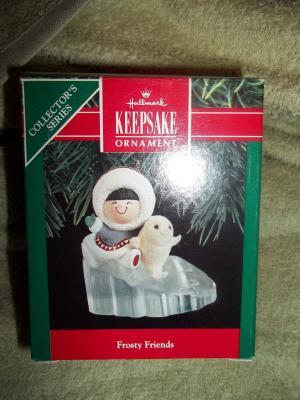 COLLECTOR'S
SERIES
Hallmark
KEEPSAKE
ORNAMENT
Frosty Friends